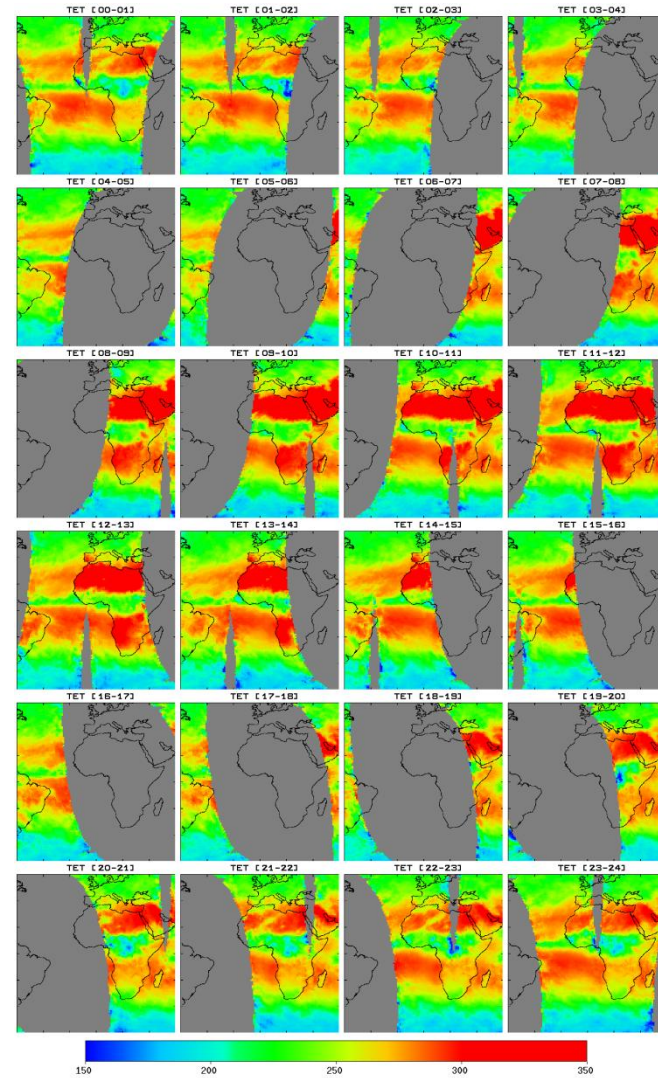 TET [00-01] TET [01-02] TET [02-03] TET [03-04]
TET [04-05] TET [05-06] TET [06-07] TET [07-08]
TET [08-09] TET [09-10] TET [10-11] TET [11-12]
TET [12-13] TET [13-14] TET [14-15] TET [15-16]
TET [16-17] TET [17-18] TET [18-19] TET [19-20]
TET [20-21] TET [21-22] TET [22-23] TET [23-24]
150 200 250 300 350